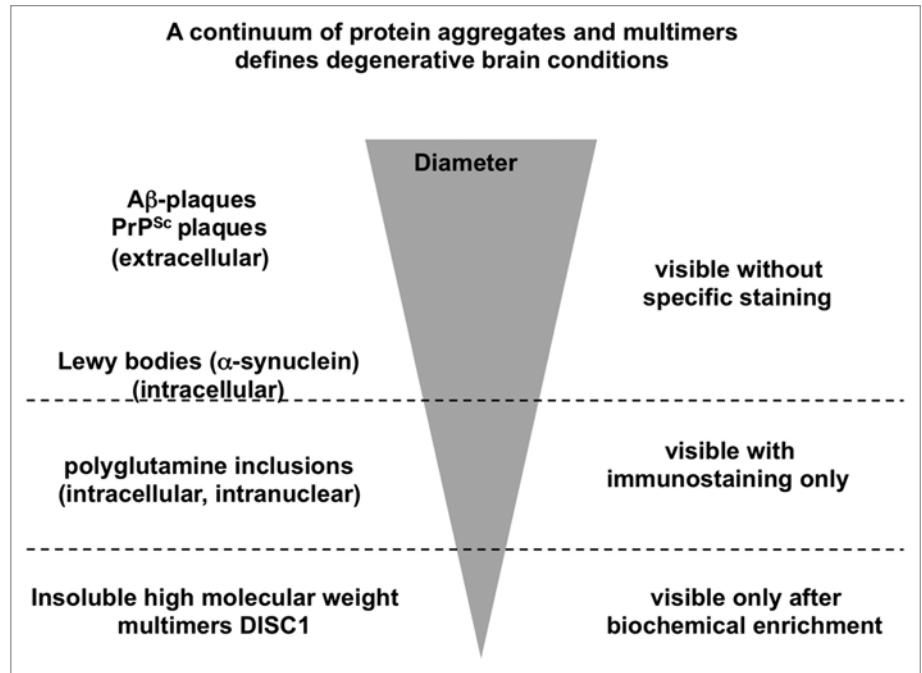 A continuum of protein aggregates and multimers
defines degenerative brain conditions
Diameter
Aβ-plaques
PrPSc plaques
(extracellular)
visible without
specific staining
Lewy bodies (α-synuclein)
(intracellular)
polyglutamine inclusions
(intracellular, intranuclear)
visible with
immunostaining only
Insoluble high molecular weight
multimers DISC1
visible only after
biochemical enrichment